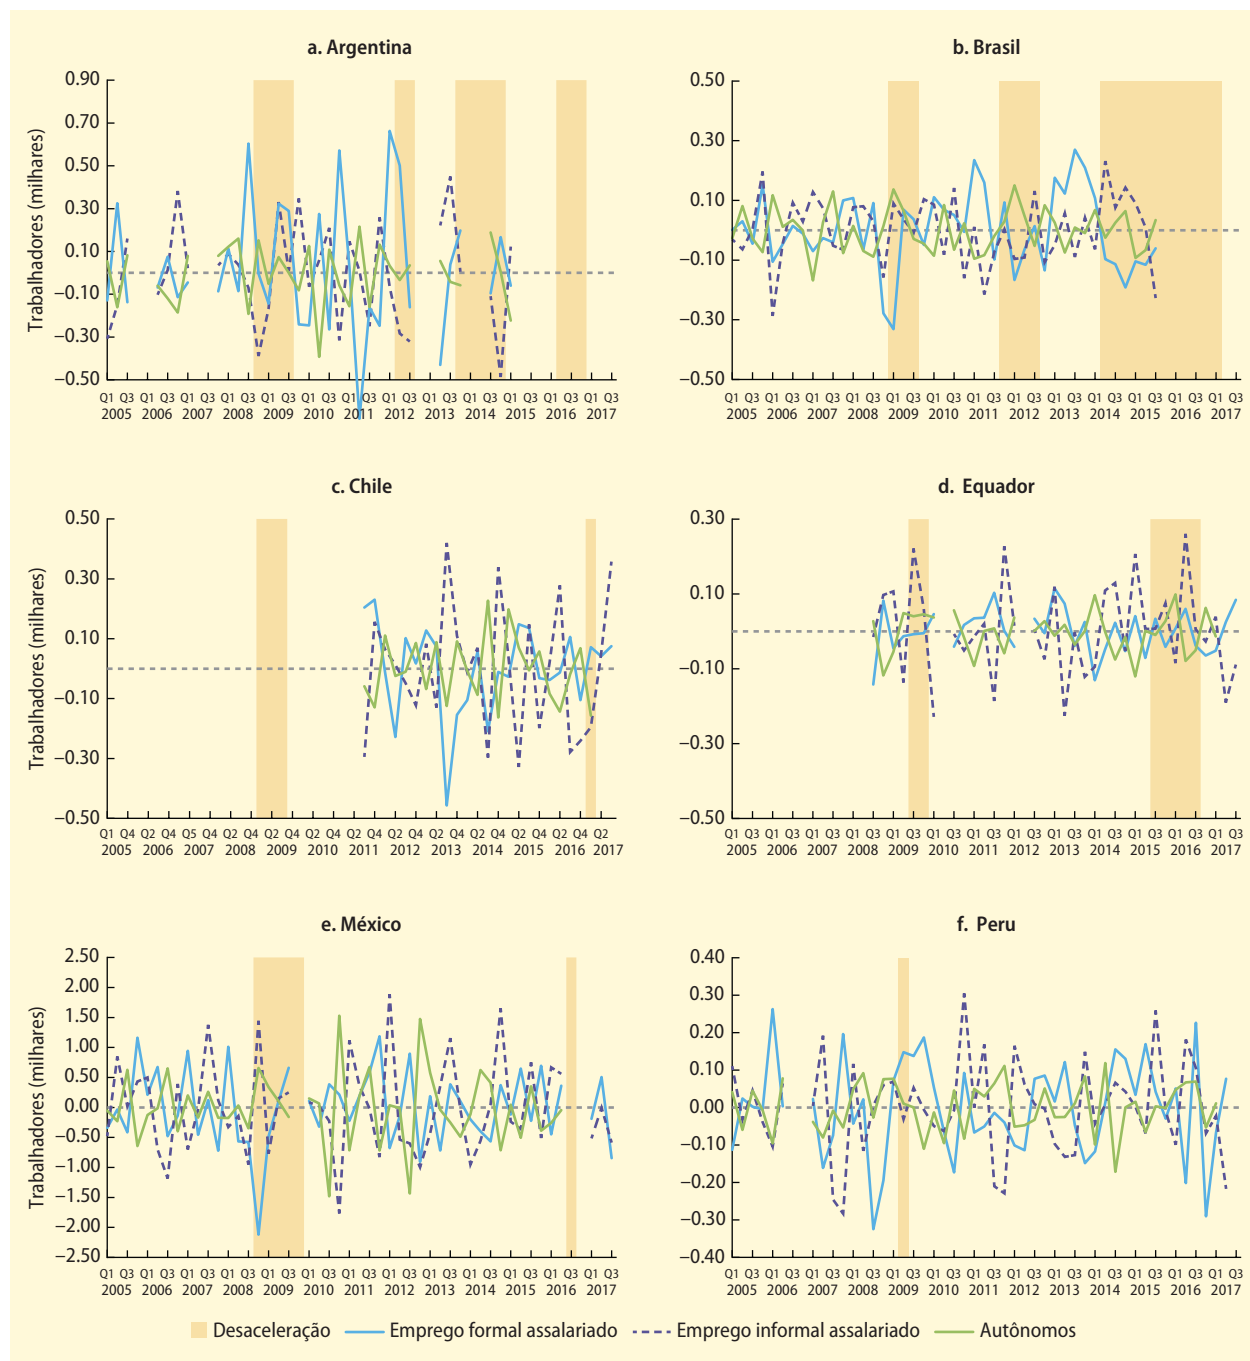 a. Argentina
Trabalhadores (milhares)
0.90
0.70
0.50
0.30
0.10
−0.10
−0.30
−0.50
Q1 Q3 Q1 Q3 Q1 Q3 Q1 Q3 Q1 Q3 Q1 Q3 Q1 Q3 Q1 Q3 Q1 Q3 Q1 Q3 Q1 Q3 Q1 Q3 Q1 Q3
2005 2006 2007 2008 2009 2010 2011 2012 2013 2014 2015 2016 2017
b. Brasil
0.50
0.30
0.10
−0.10
−0.30
−0.50
Q1 Q3 Q1 Q3 Q1 Q3 Q1 Q3 Q1 Q3 Q1 Q3 Q1 Q3 Q1 Q3 Q1 Q3 Q1 Q3 Q1 Q3 Q1 Q3 Q1 Q3
2005 2006 2007 2008 2009 2010 2011 2012 2013 2014 2015 2016 2017
c. Chile
Trabalhadores (milhares)
0.50
0.30
0.10
−0.10
−0.30
−0.50
Q1 Q4 Q2 Q4 Q5 Q4 Q2 Q4 Q2 Q4 Q2 Q4 Q2 Q4 Q2 Q4 Q2 Q4 Q2 Q4 Q2 Q4 Q2 Q4 Q2
2005 2006 2007 2008 2009 2010 2011 2012 2013 2014 2015 2016 2017
d. Equador
0.30
0.10
−0.10
−0.30
−0.50
Q1 Q3 Q1 Q3 Q1 Q3 Q1 Q3 Q1 Q3 Q1 Q3 Q1 Q3 Q1 Q3 Q1 Q3 Q1 Q3 Q1 Q3 Q1 Q3 Q1 Q3
2005 2006 2007 2008 2009 2010 2011 2012 2013 2014 2015 2016 2017
e. México
Trabalhadores (milhares)
2.50
2.00
1.50
1.00
0.50
0.00
−0.50
−1.00
−1.50
−2.00
−2.50
Q1 Q3 Q1 Q3 Q1 Q3 Q1 Q3 Q1 Q3 Q1 Q3 Q1 Q3 Q1 Q3 Q1 Q3 Q1 Q3 Q1 Q3 Q1 Q3 Q1 Q3
2005 2006 2007 2008 2009 2010 2011 2012 2013 2014 2015 2016 2017
f. Peru
0.40
0.30
0.20
0.10
0.00
−0.10
−0.20
−0.30
−0.40
Q1 Q3 Q1 Q3 Q1 Q3 Q1 Q3 Q1 Q3 Q1 Q3 Q1 Q3 Q1 Q3 Q1 Q3 Q1 Q3 Q1 Q3 Q1 Q3 Q1 Q3
2005 2006 2007 2008 2009 2010 2011 2012 2013 2014 2015 2016 2017
Desaceleração Emprego formal assalariado Emprego informal assalariado Autônomos